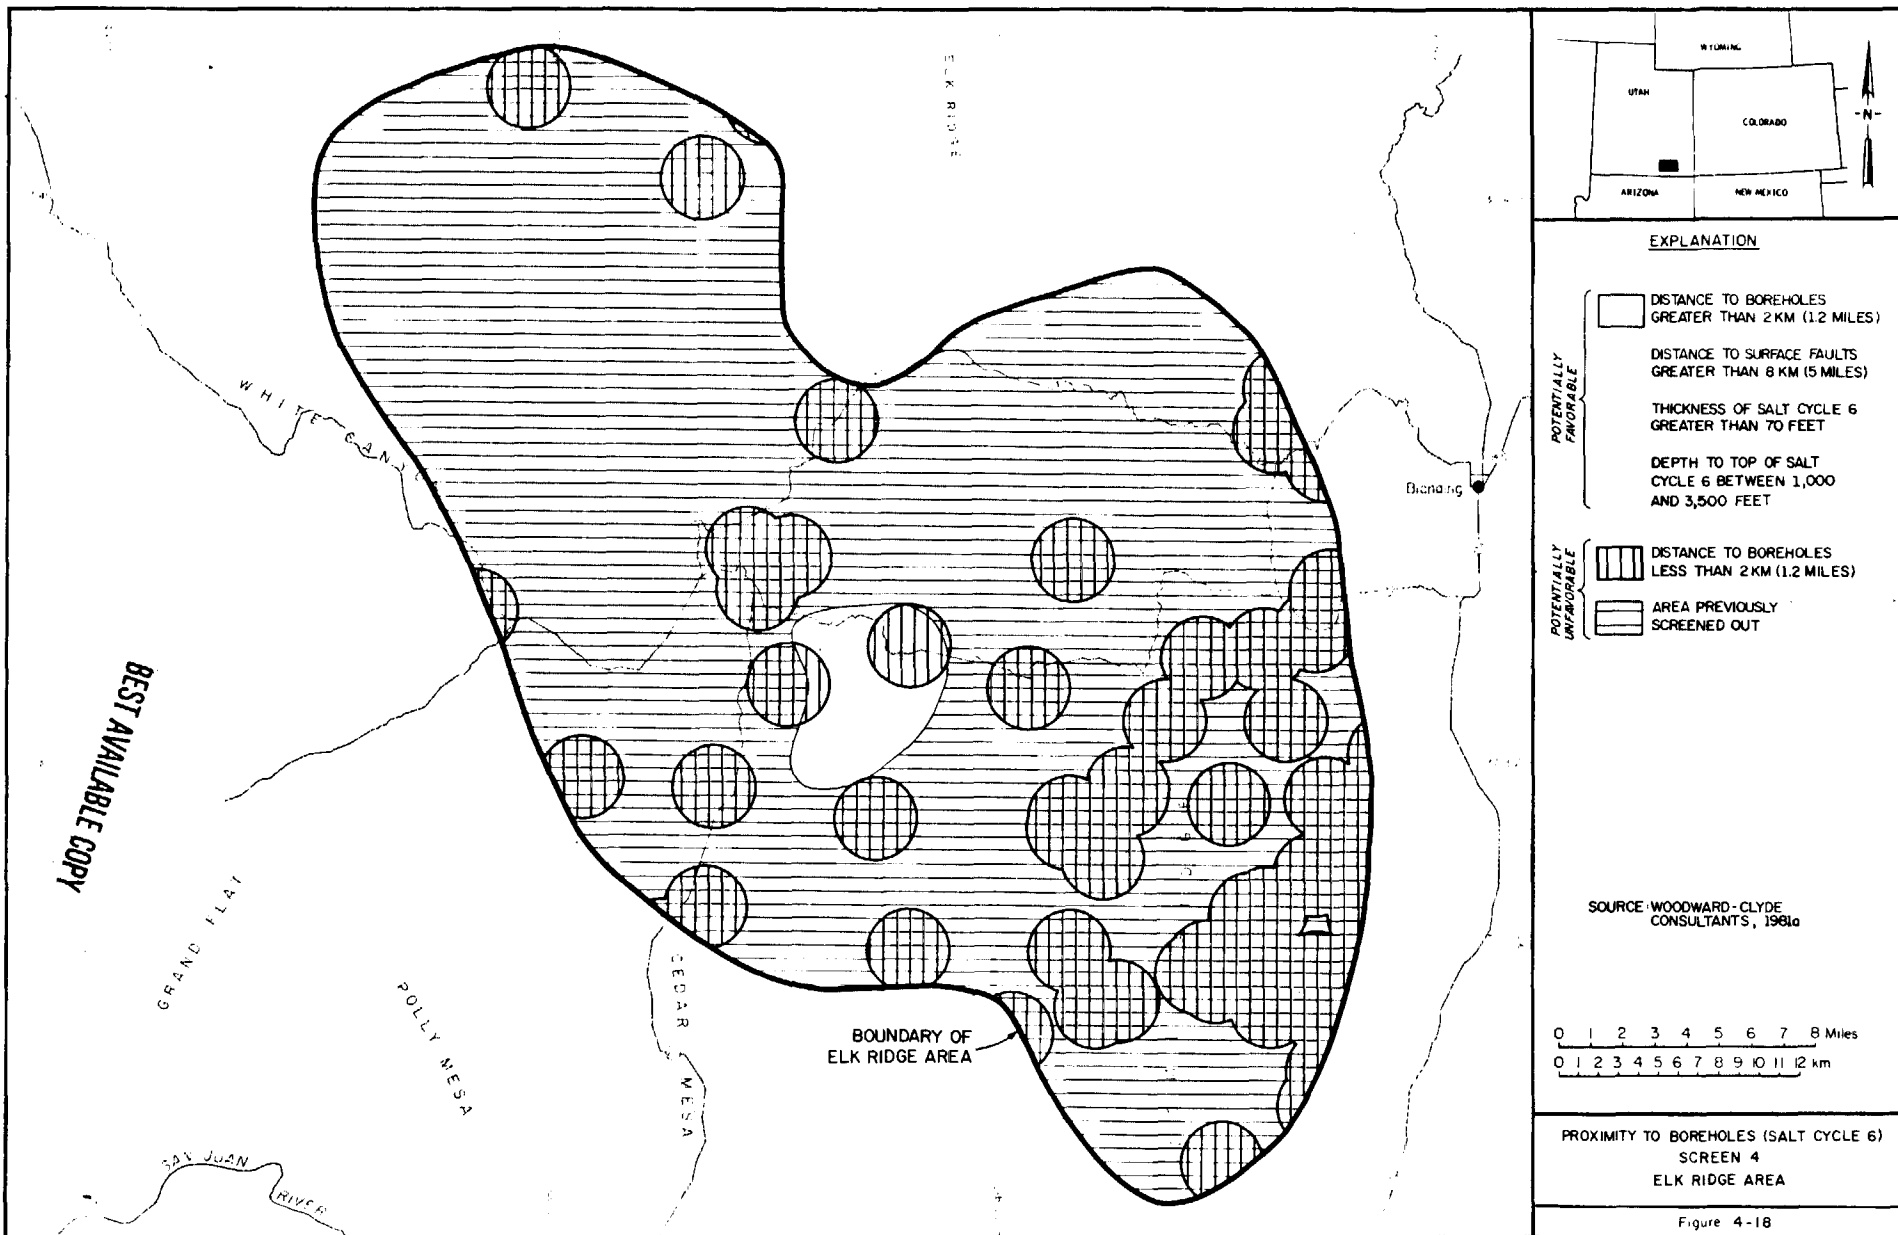 ELK RIDGE
WHITE CANYON
Blanding
BEST AVAILABLE COPY
GRAND FLAT
POLLY MESA
CEDAR MESA
SAN JUAN
RIVER
BOUNDARY OF
ELK RIDGE AREA
WYOMING
UTAH
COLORADO
ARIZONA
NEW MEXICO
-N-
EXPLANATION
POTENTIALLY
FAVORABLE
DISTANCE TO BOREHOLES
GREATER THAN 2 KM (1.2 MILES)
DISTANCE TO SURFACE FAULTS
GREATER THAN 8 KM (5 MILES)
THICKNESS OF SALT CYCLE 6
GREATER THAN 70 FEET
DEPTH TO TOP OF SALT
CYCLE 6 BETWEEN 1,000
AND 3,500 FEET
POTENTIALLY
UNFAVORABLE
DISTANCE TO BOREHOLES
LESS THAN 2 KM (1.2 MILES)
AREA PREVIOUSLY
SCREENED OUT
SOURCE: WOODWARD-CLYDE
CONSULTANTS, 1981a
0 1 2 3 4 5 6 7 8 Miles
0 1 2 3 4 5 6 7 8 9 10 11 12 km
PROXIMITY TO BOREHOLES (SALT CYCLE 6)
SCREEN 4
ELK RIDGE AREA
Figure 4-18